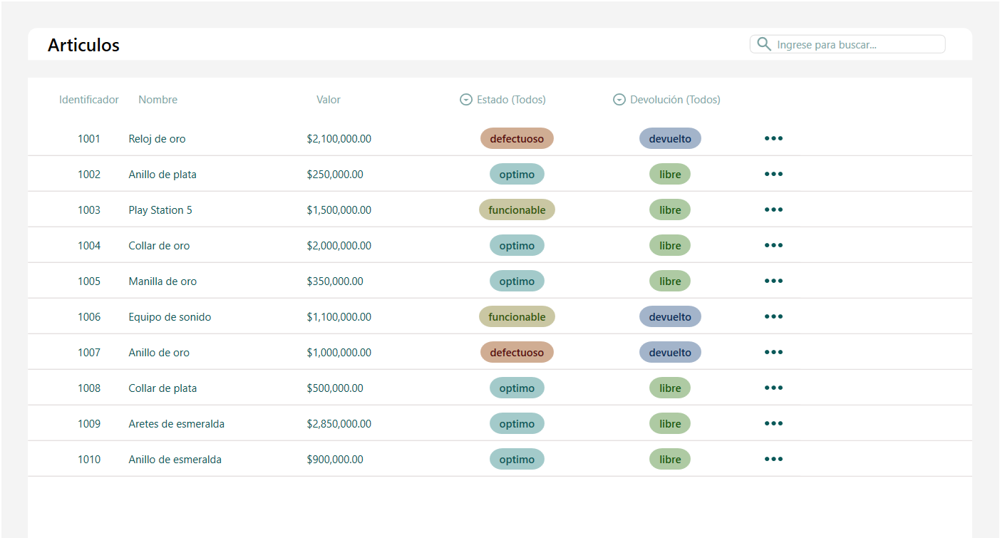 Articulos
Ingrese para buscar...
Identificador Nombre Valor Estado (Todos) Devolución (Todos)
1001 Reloj de oro $2,100,000.00 defectuoso devuelto
1002 Anillo de plata $250,000.00 optimo libre
1003 Play Station 5 $1,500,000.00 funcionable libre
1004 Collar de oro $2,000,000.00 optimo libre
1005 Manilla de oro $350,000.00 optimo libre
1006 Equipo de sonido $1,100,000.00 funcionable devuelto
1007 Anillo de oro $1,000,000.00 defectuoso devuelto
1008 Collar de plata $500,000.00 optimo libre
1009 Aretes de esmeralda $2,850,000.00 optimo libre
1010 Anillo de esmeralda $900,000.00 optimo libre